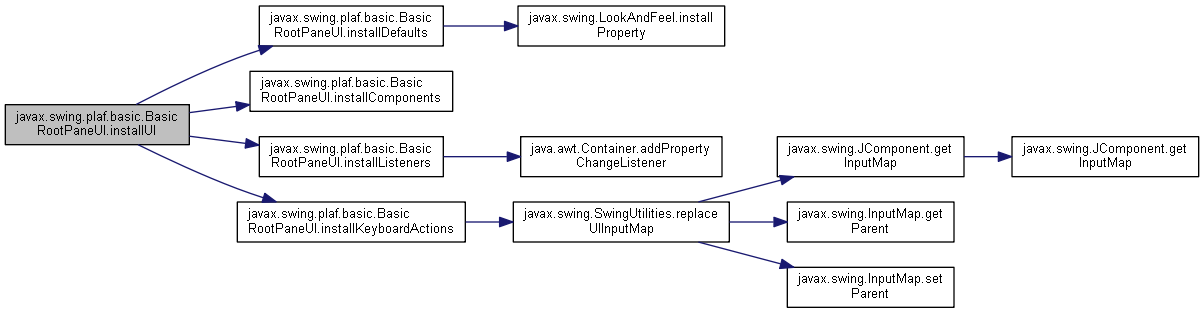 javax.swing.plaf.basic.Basic
RootPaneUI.installUI
javax.swing.plaf.basic.Basic
RootPaneUI.installDefaults
javax.swing.LookAndFeel.install
Property
javax.swing.plaf.basic.Basic
RootPaneUI.installComponents
javax.swing.plaf.basic.Basic
RootPaneUI.installListeners
java.awt.Container.addProperty
ChangeListener
javax.swing.plaf.basic.Basic
RootPaneUI.installKeyboardActions
javax.swing.SwingUtilities.replace
UIInputMap
javax.swing.JComponent.get
InputMap
javax.swing.JComponent.get
InputMap
javax.swing.InputMap.get
Parent
javax.swing.InputMap.set
Parent